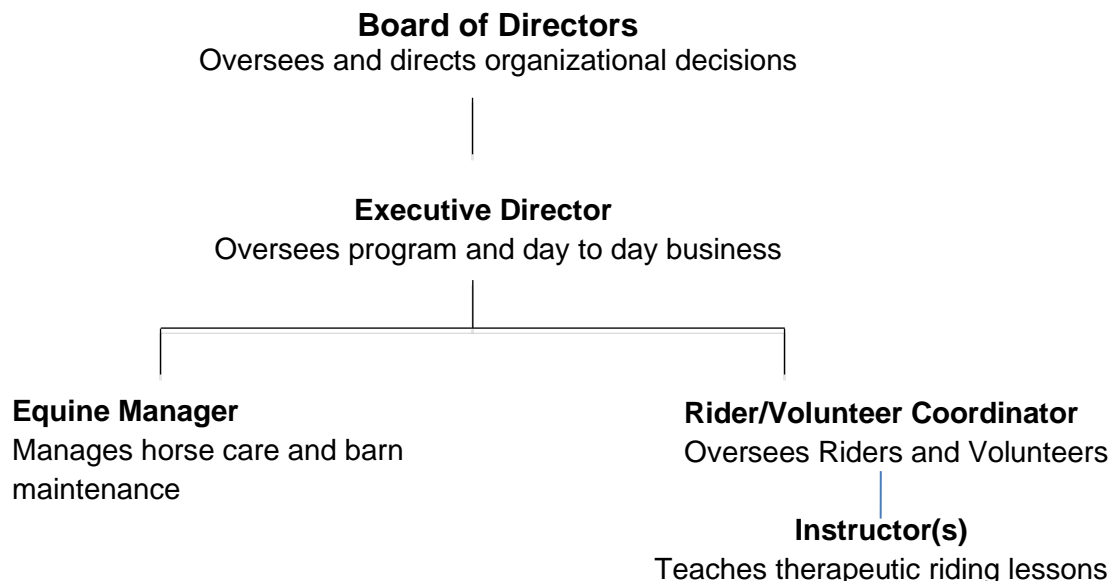 Board of Directors
Oversees and directs organizational decisions
Executive Director
Oversees program and day to day business
Equine Manager
Manages horse care and barn
maintenance
Rider/Volunteer Coordinator
Oversees Riders and Volunteers
Instructor(s)
Teaches therapeutic riding lessons